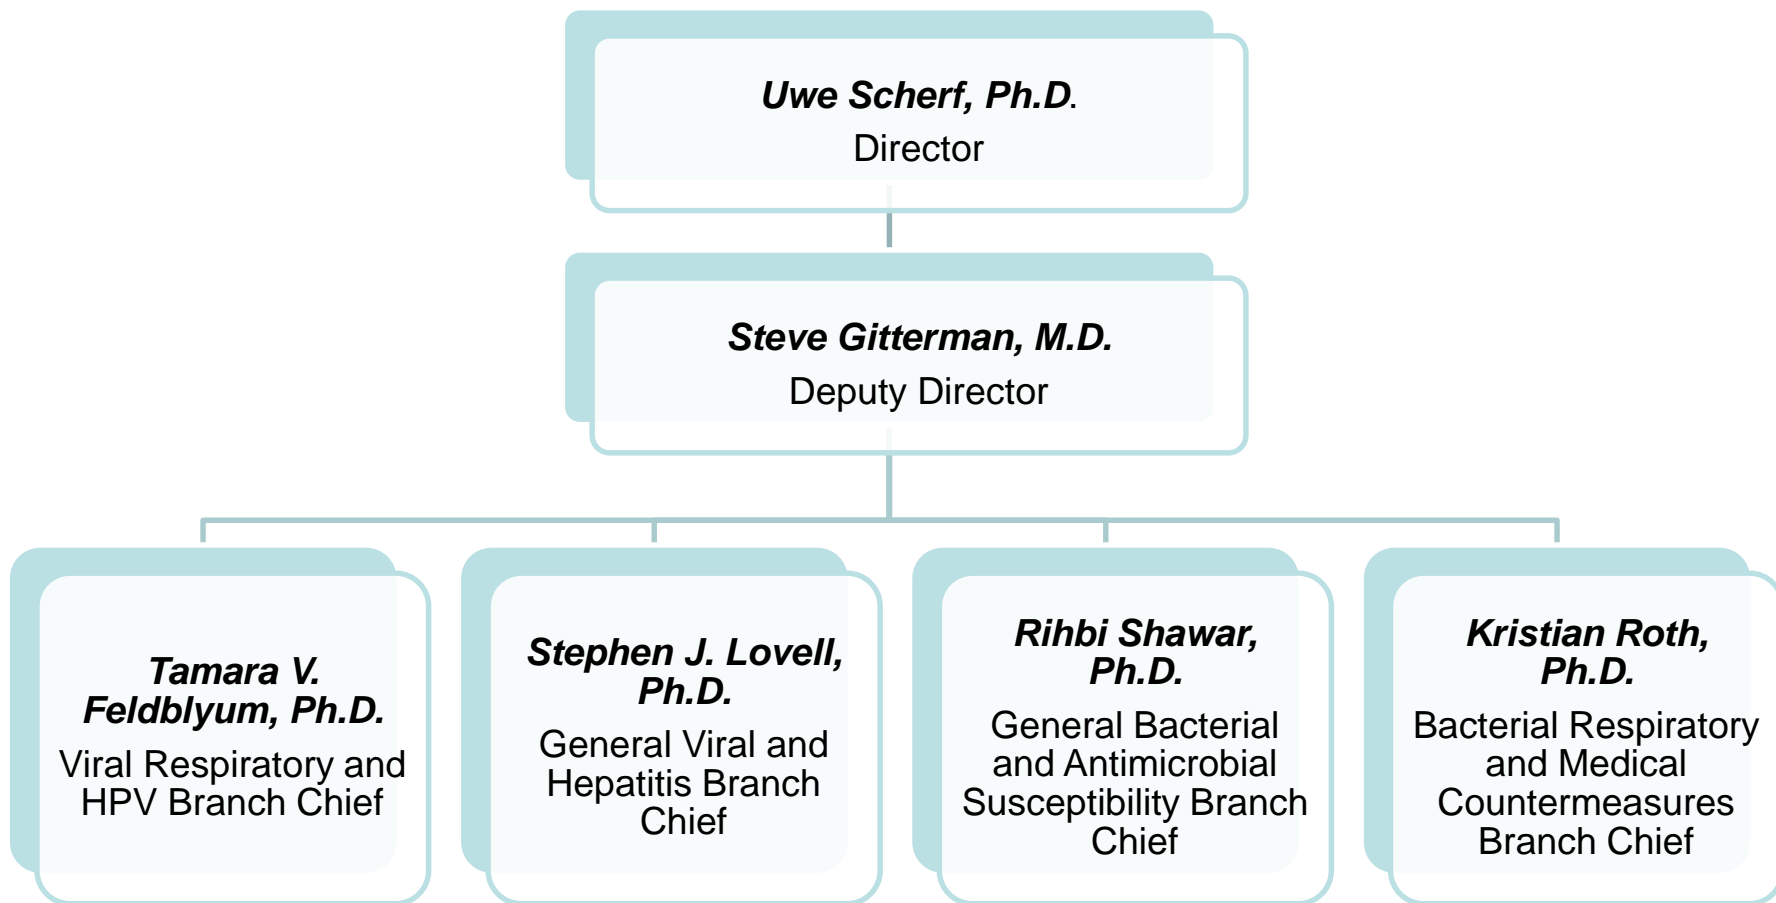 Uwe Scherf, Ph.D.
Director
Steve Gitterman, M.D.
Deputy Director
Tamara V.
Feldblyum, Ph.D.
Viral Respiratory and
HPV Branch Chief
Stephen J. Lovell,
Ph.D.
General Viral and
Hepatitis Branch
Chief
Rihbi Shawar,
Ph.D.
General Bacterial
and Antimicrobial
Susceptibility Branch
Chief
Kristian Roth,
Ph.D.
Bacterial Respiratory
and Medical
Countermeasures
Branch Chief